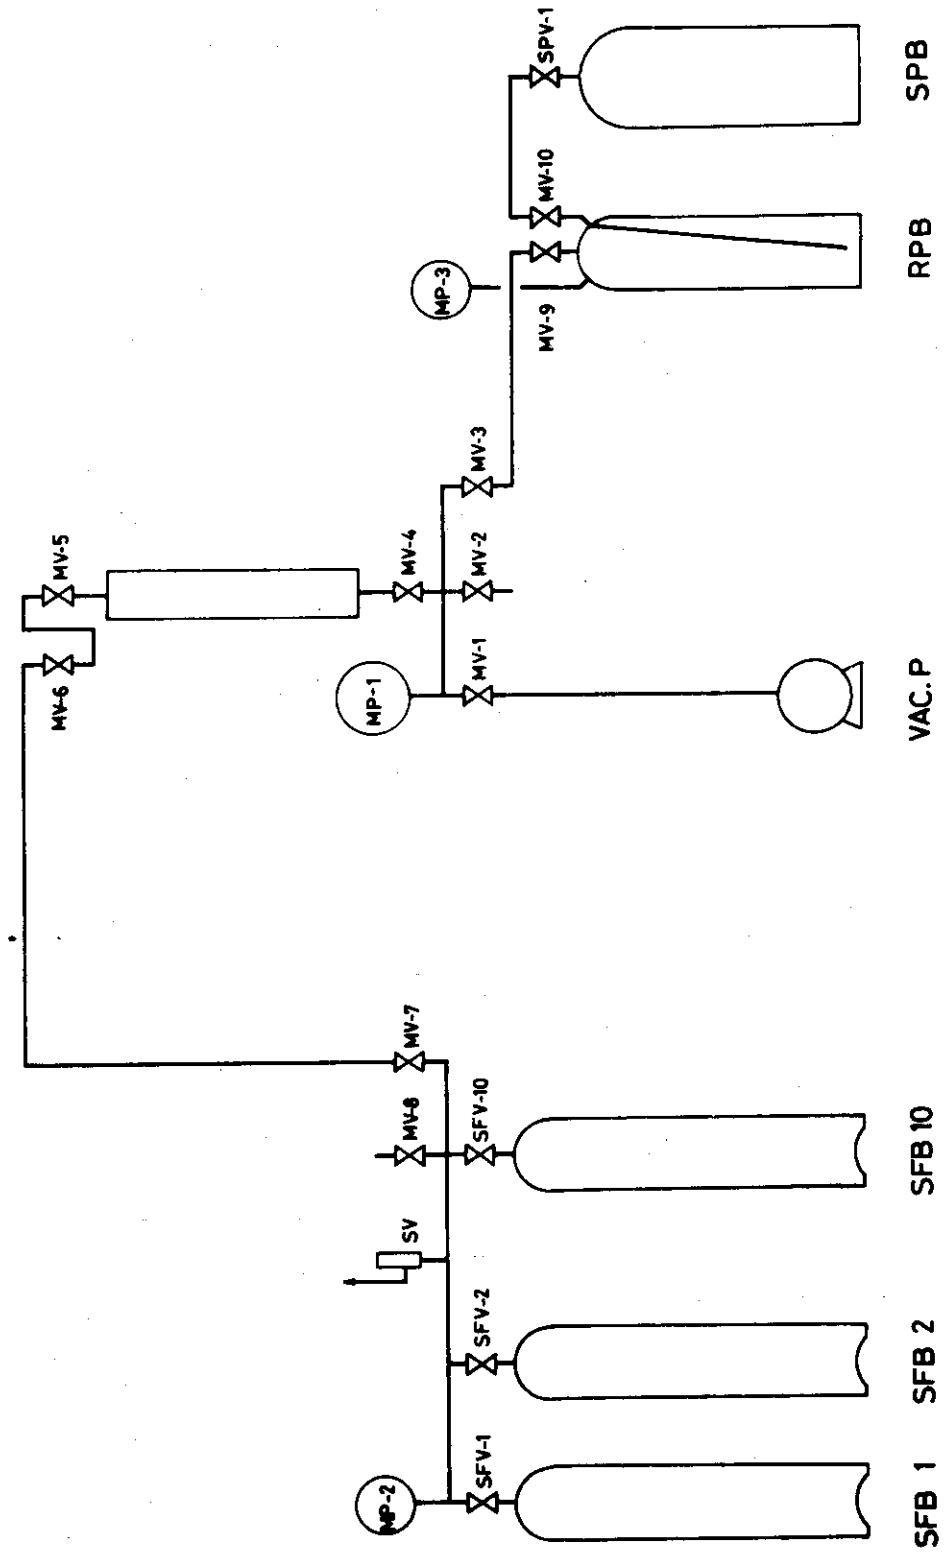 MV-6
MV-5
MP-1
MP-2
SV
MV-8
MV-7
MV-4
MP-3
SFV-1
SFV-2
SFV-10
MV-1
MV-2
MV-3
MV-9
MV-10
SPV-1
SFB 1
SFB 2
SFB 10
VAC.P
RPB
SPB